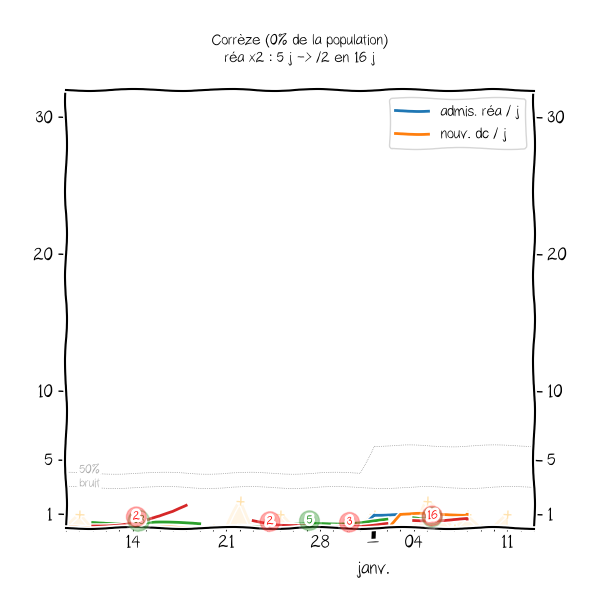 Corrèze (0% de la population)
réa x2 : 5 j -> /2 en 16 j
admis. réa / j
nouv. dc / j
30 30
20 20
10 10
5 5
1 1
50%
bruit
2 2 5 3 16
14 21 28 04 11
janv.